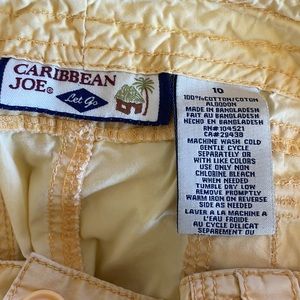 CARIBBEAN
JOE®
Let Go
10
100% COTTON/COTON
ALGODON
MADE IN BANGLADESH
FAIT AU BANGLADESH
HECHO EN BANGLADESH
RN#104521
CA#29438
MACHINE WASH COLD
GENTLE CYCLE
SEPARATELY OR
WITH LIKE COLORS
USE ONLY NON
CHLORINE BLEACH
WHEN NEEDED
TUMBLE DRY LOW
REMOVE PROMPTLY
WARM IRON ON REVERSE
SIDE AS NEEDED
LAVER A LA MACHINE A
L'EAU FROIDE
AU CYCLE DELICAT
SEPAREMENT OU